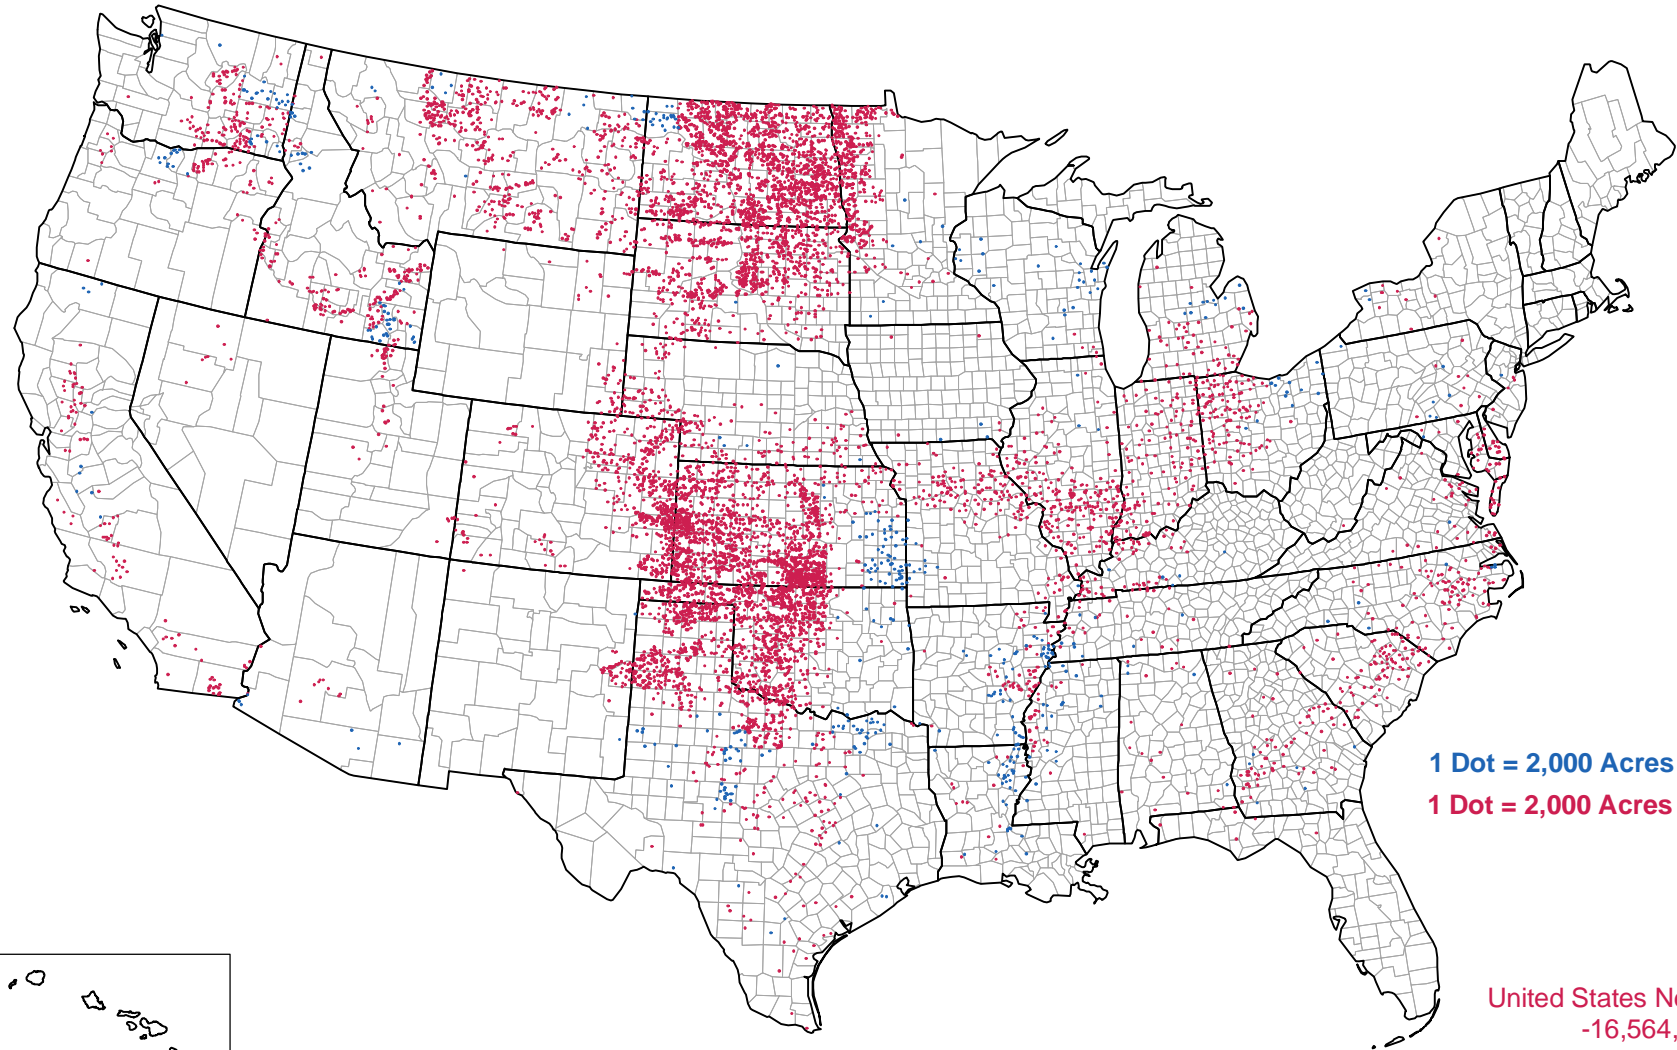 1 Dot = 2,000 Acres
1 Dot = 2,000 Acres
United States
-16,564,